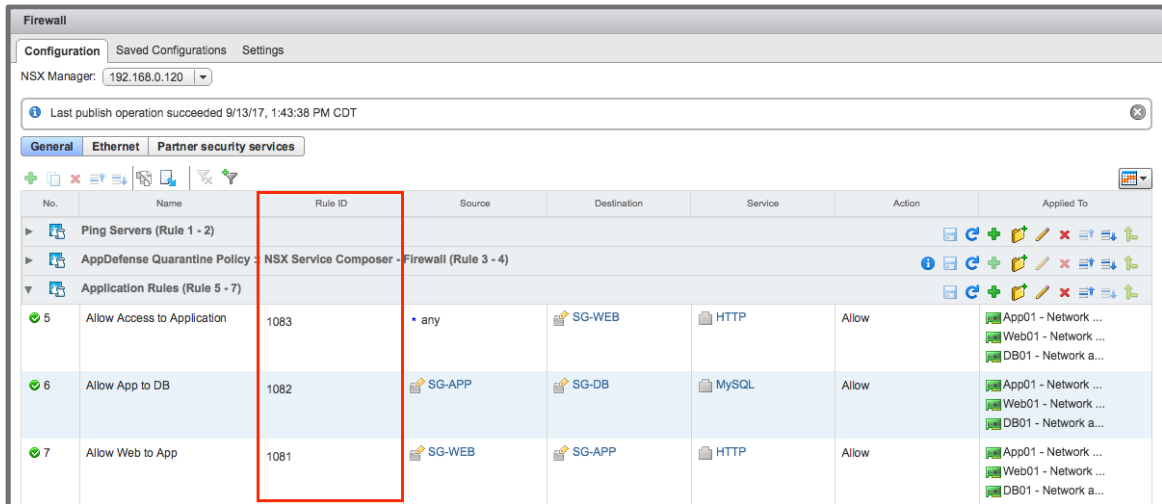 Firewall
Configuration Saved Configurations Settings
NSX Manager: 192.168.0.120
Last publish operation succeeded 9/13/17, 1:43:38 PM CDT
General Ethernet Partner security services
No. Name Rule ID Source Destination Service Action Applied To
Ping Servers (Rule 1 - 2)
AppDefense Quarantine Policy :: NSX Service Composer - Firewall (Rule 3 - 4)
Application Rules (Rule 5 - 7)
5 Allow Access to Application 1083 * any SG-WEB HTTP Allow App01 - Network ...
Web01 - Network ...
DB01 - Network a...
6 Allow App to DB 1082 SG-APP SG-DB MySQL Allow App01 - Network ...
Web01 - Network ...
DB01 - Network a...
7 Allow Web to App 1081 SG-WEB SG-APP HTTP Allow App01 - Network ...
Web01 - Network ...
DB01 - Network a...